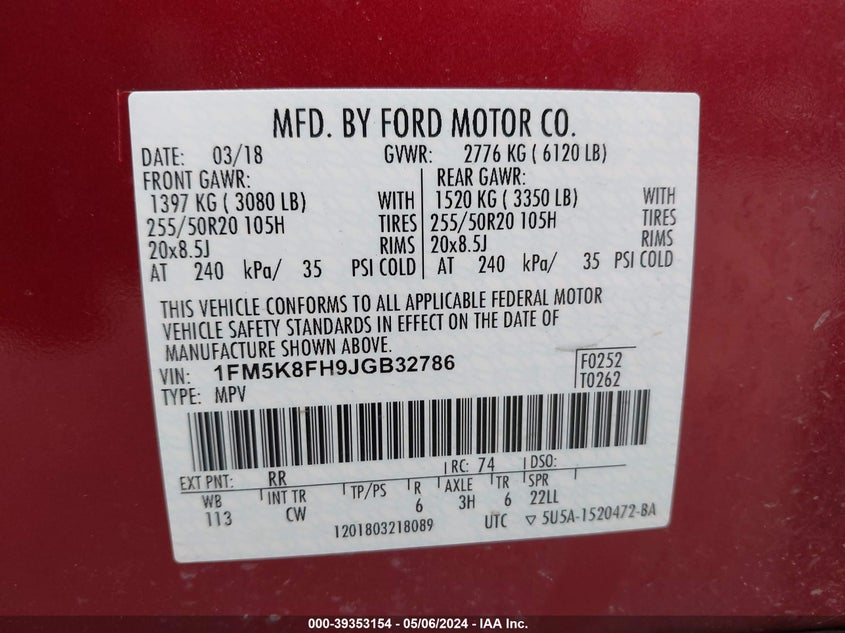 MFD. BY FORD MOTOR CO.
DATE: 03/18 GVWR: 2776 KG ( 6120 LB)
FRONT GAWR: REAR GAWR:
1397 KG ( 3080 LB) WITH 1520 KG ( 3350 LB) WITH
255/50R20 105H TIRES 255/50R20 105H TIRES
20x8.5J RIMS 20x8.5J RIMS
AT 240 kPa/ 35 PSI COLD AT 240 kPa/ 35 PSI COLD
THIS VEHICLE CONFORMS TO ALL APPLICABLE FEDERAL MOTOR
VEHICLE SAFETY STANDARDS IN EFFECT ON THE DATE OF
MANUFACTURE SHOWN ABOVE.
VIN: 1FM5K8FH9JGB32786 F0252
TYPE: MPV T0262
EXT PNT: RR RC: 74 DSO:
WB INT TR TP/PS R AXLE TR SPR
113 CW 6 3H 6 22LL
1201803218089 UTC ▽ 5U5A-1520472-BA
000-39353154 - 05/06/2024 - IAA Inc.